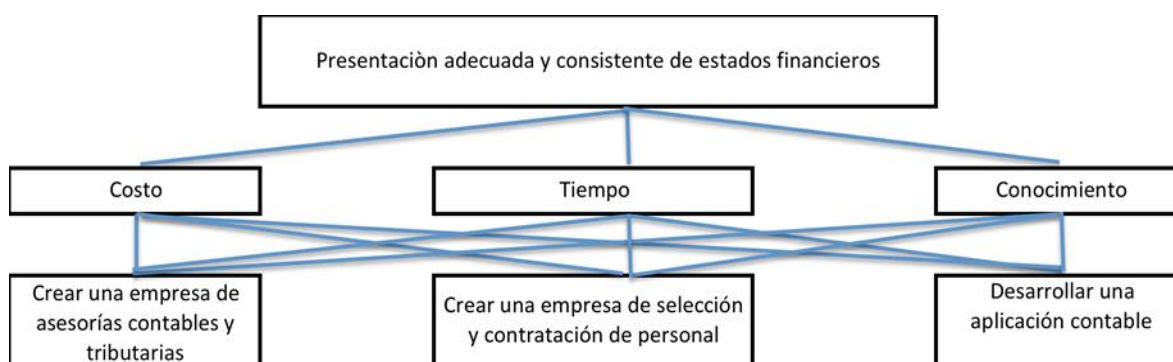 Presentaciòn adecuada y consistente de estados financieros
Costo
Tiempo
Conocimiento
Crear una empresa de
asesorías contables y
tributarias
Crear una empresa de selección
y contratación de personal
Desarrollar una
aplicación contable